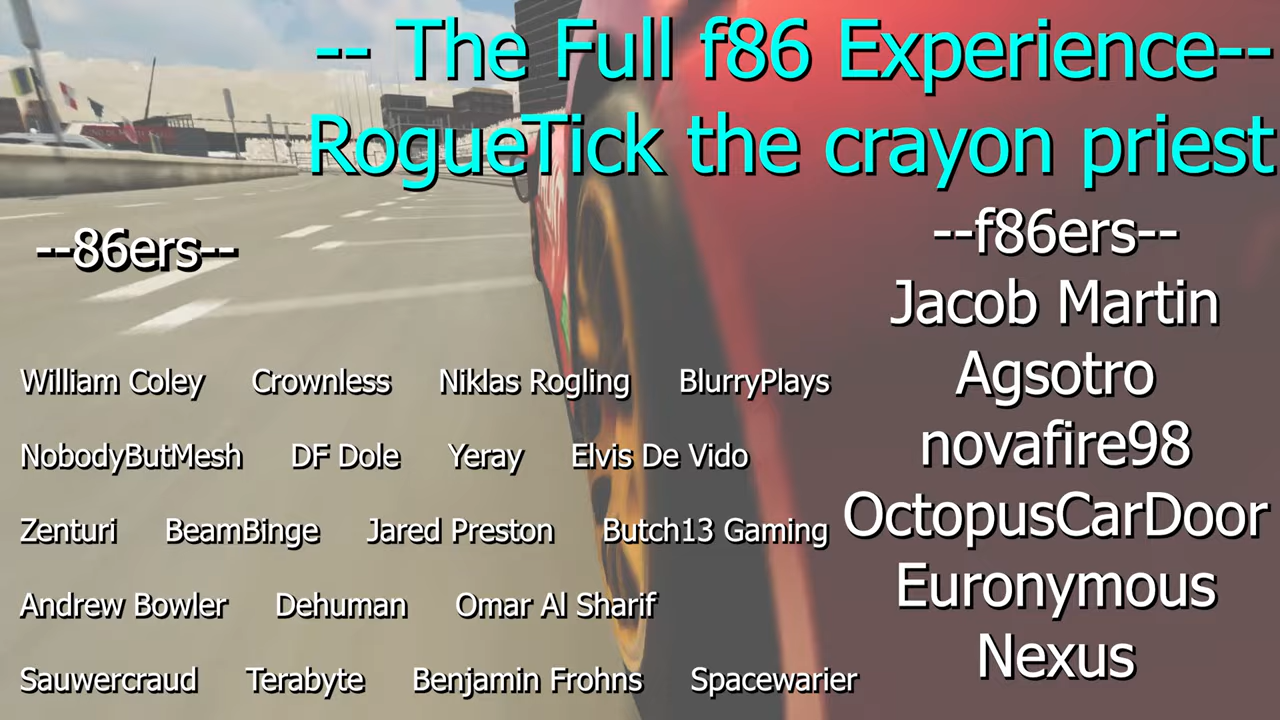 -- The Full f86 Experience--
RogueTick the crayon priest
--86ers--
William Coley Crownless Niklas Rogling BlurryPlays
NobodyButMesh DF Dole Yeray Elvis De Vido
Zenturi BeamBinge Jared Preston Butch13 Gaming
Andrew Bowler Dehuman Omar Al Sharif
Sauwercraud Terabyte Benjamin Frohns Spacewarier
--f86ers--
Jacob Martin
Agsotro
novafire98
OctopusCarDoor
Euronymous
Nexus